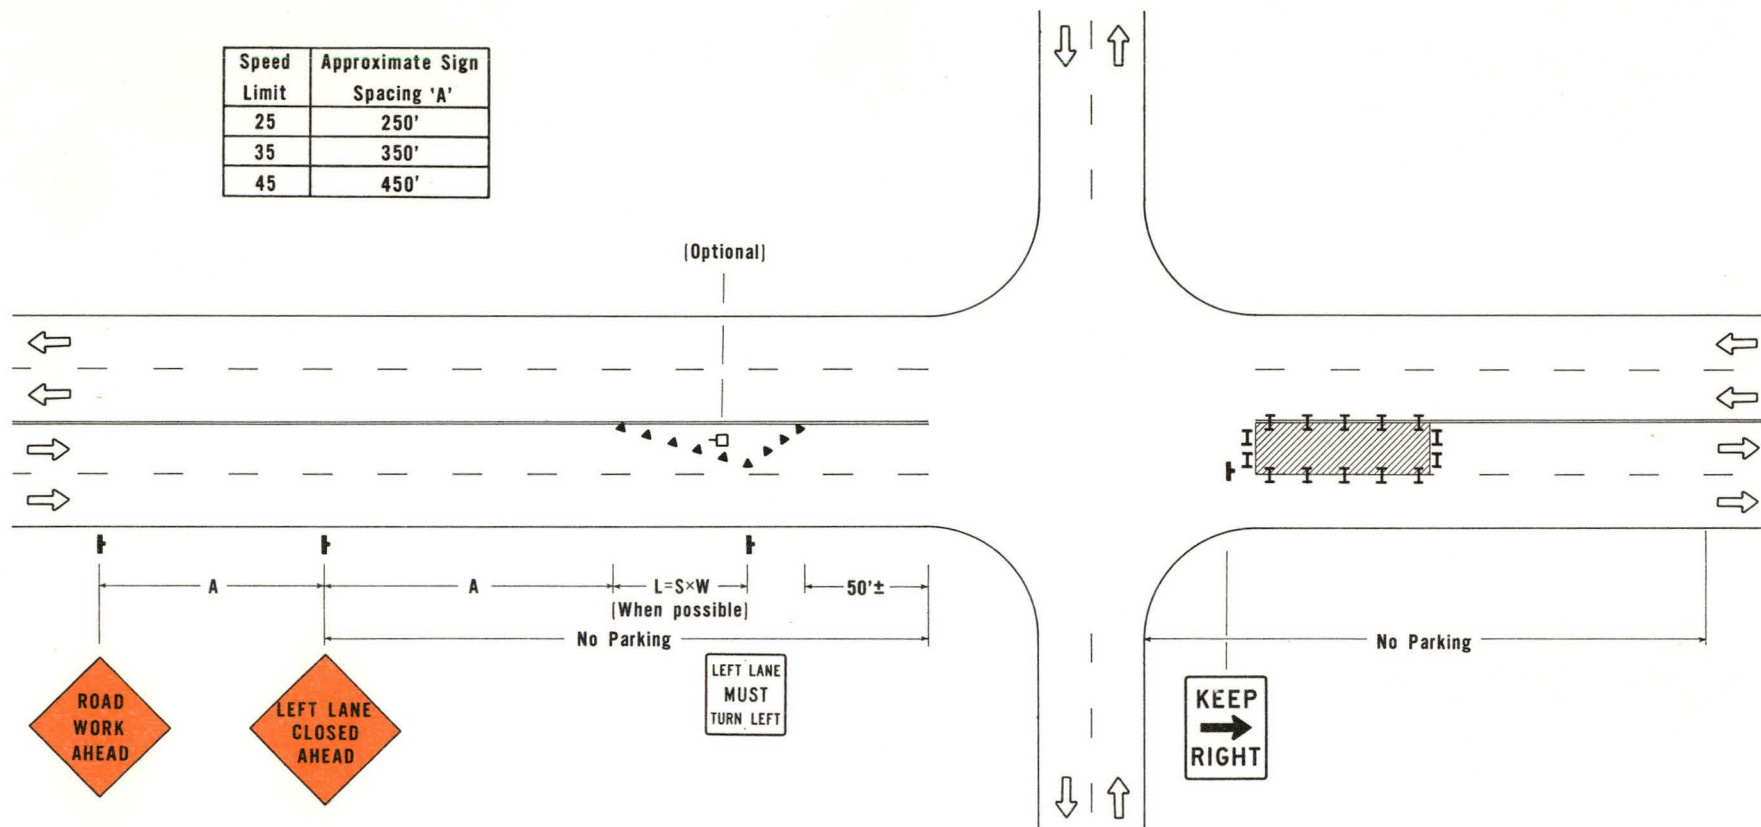 Speed Limit
Approximate Sign Spacing 'A'
25 250'
35 350'
45 450'
(Optional)
A
A
L=S×W
(When possible)
50'±
No Parking
No Parking
ROAD
WORK
AHEAD
LEFT LANE
CLOSED
AHEAD
LEFT LANE
MUST
TURN LEFT
KEEP
RIGHT